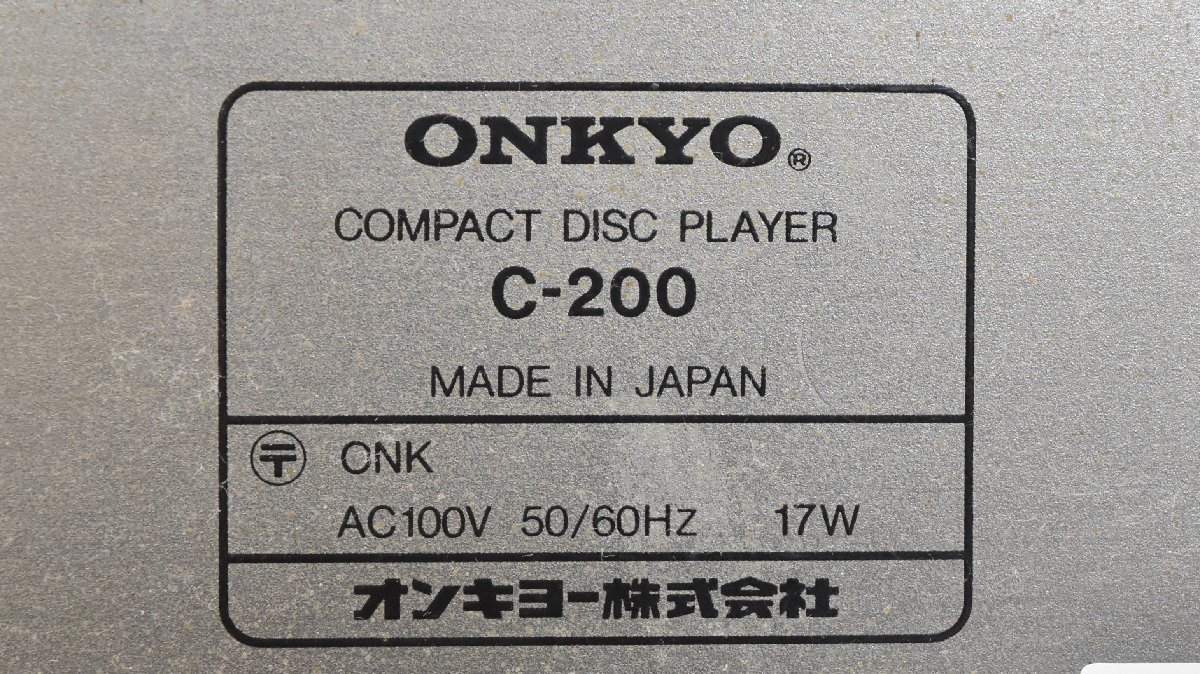 ONKYO®
COMPACT DISC PLAYER
C-200
MADE IN JAPAN
〒 ONK
AC100V 50/60Hz 17W
オンキヨー株式会社